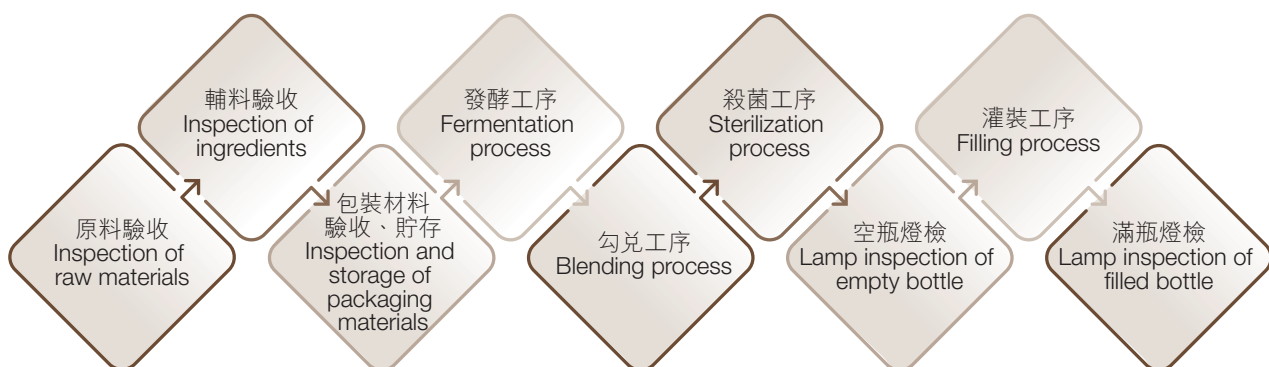 原料驗收
Inspection of
raw materials
輔料驗收
Inspection of
ingredients
包裝材料
驗收、貯存
Inspection and
storage of
packaging
materials
發酵工序
Fermentation
process
勾兑工序
Blending process
殺菌工序
Sterilization
process
空瓶燈檢
Lamp inspection of
empty bottle
灌裝工序
Filling process
滿瓶燈檢
Lamp inspection of
filled bottle